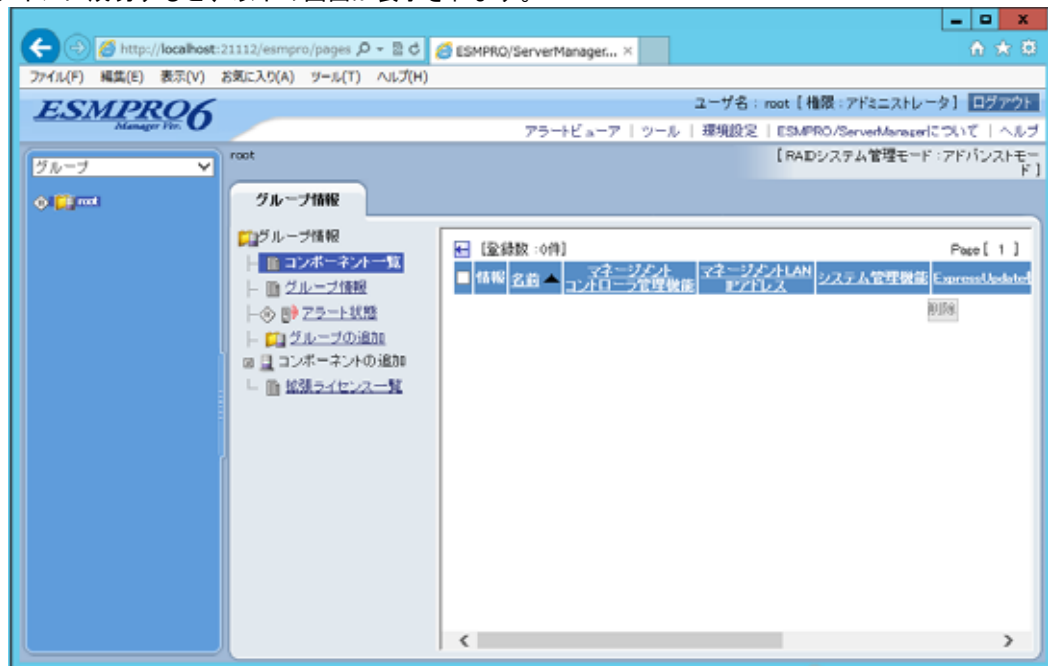 http://localhost:21112/esmpro/pages
ESMPRO/ServerManager...
ファイル(F) 編集(E) 表示(V) お気に入り(A) ツール(T) ヘルプ(H)
ESMPRO6
Manager Ver.
ユーザ名 : root [ 権限 : アドミニストレータ ] ログアウト
アラートビューア | ツール | 環境設定 | ESMPRO/ServerManagerについて | ヘルプ
グループ
root
[ RAIDシステム管理モード : アドバンストモード ]
root
グループ情報
グループ情報
コンポーネント一覧
グループ情報
アラート状態
グループの追加
コンポーネントの追加
拡張ライセンス一覧
[登録数 : 0件]
Page [ 1 ]
情報 名前 マネージメントコントローラ管理機能 マネージメントLAN IPアドレス システム管理機能 ExpressUpdate
削除